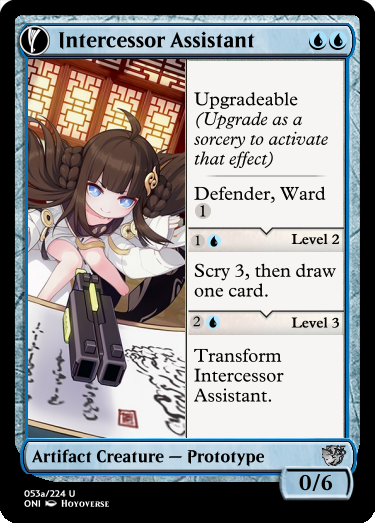 Intercessor Assistant
Upgradeable
(Upgrade as a
sorcery to activate
that effect)
Defender, Ward
1
1 Level 2
Scry 3, then draw
one card.
2 Level 3
Transform
Intercessor
Assistant.
Artifact Creature — Prototype
0/6
053a/224 U
ONI Hoyoverse